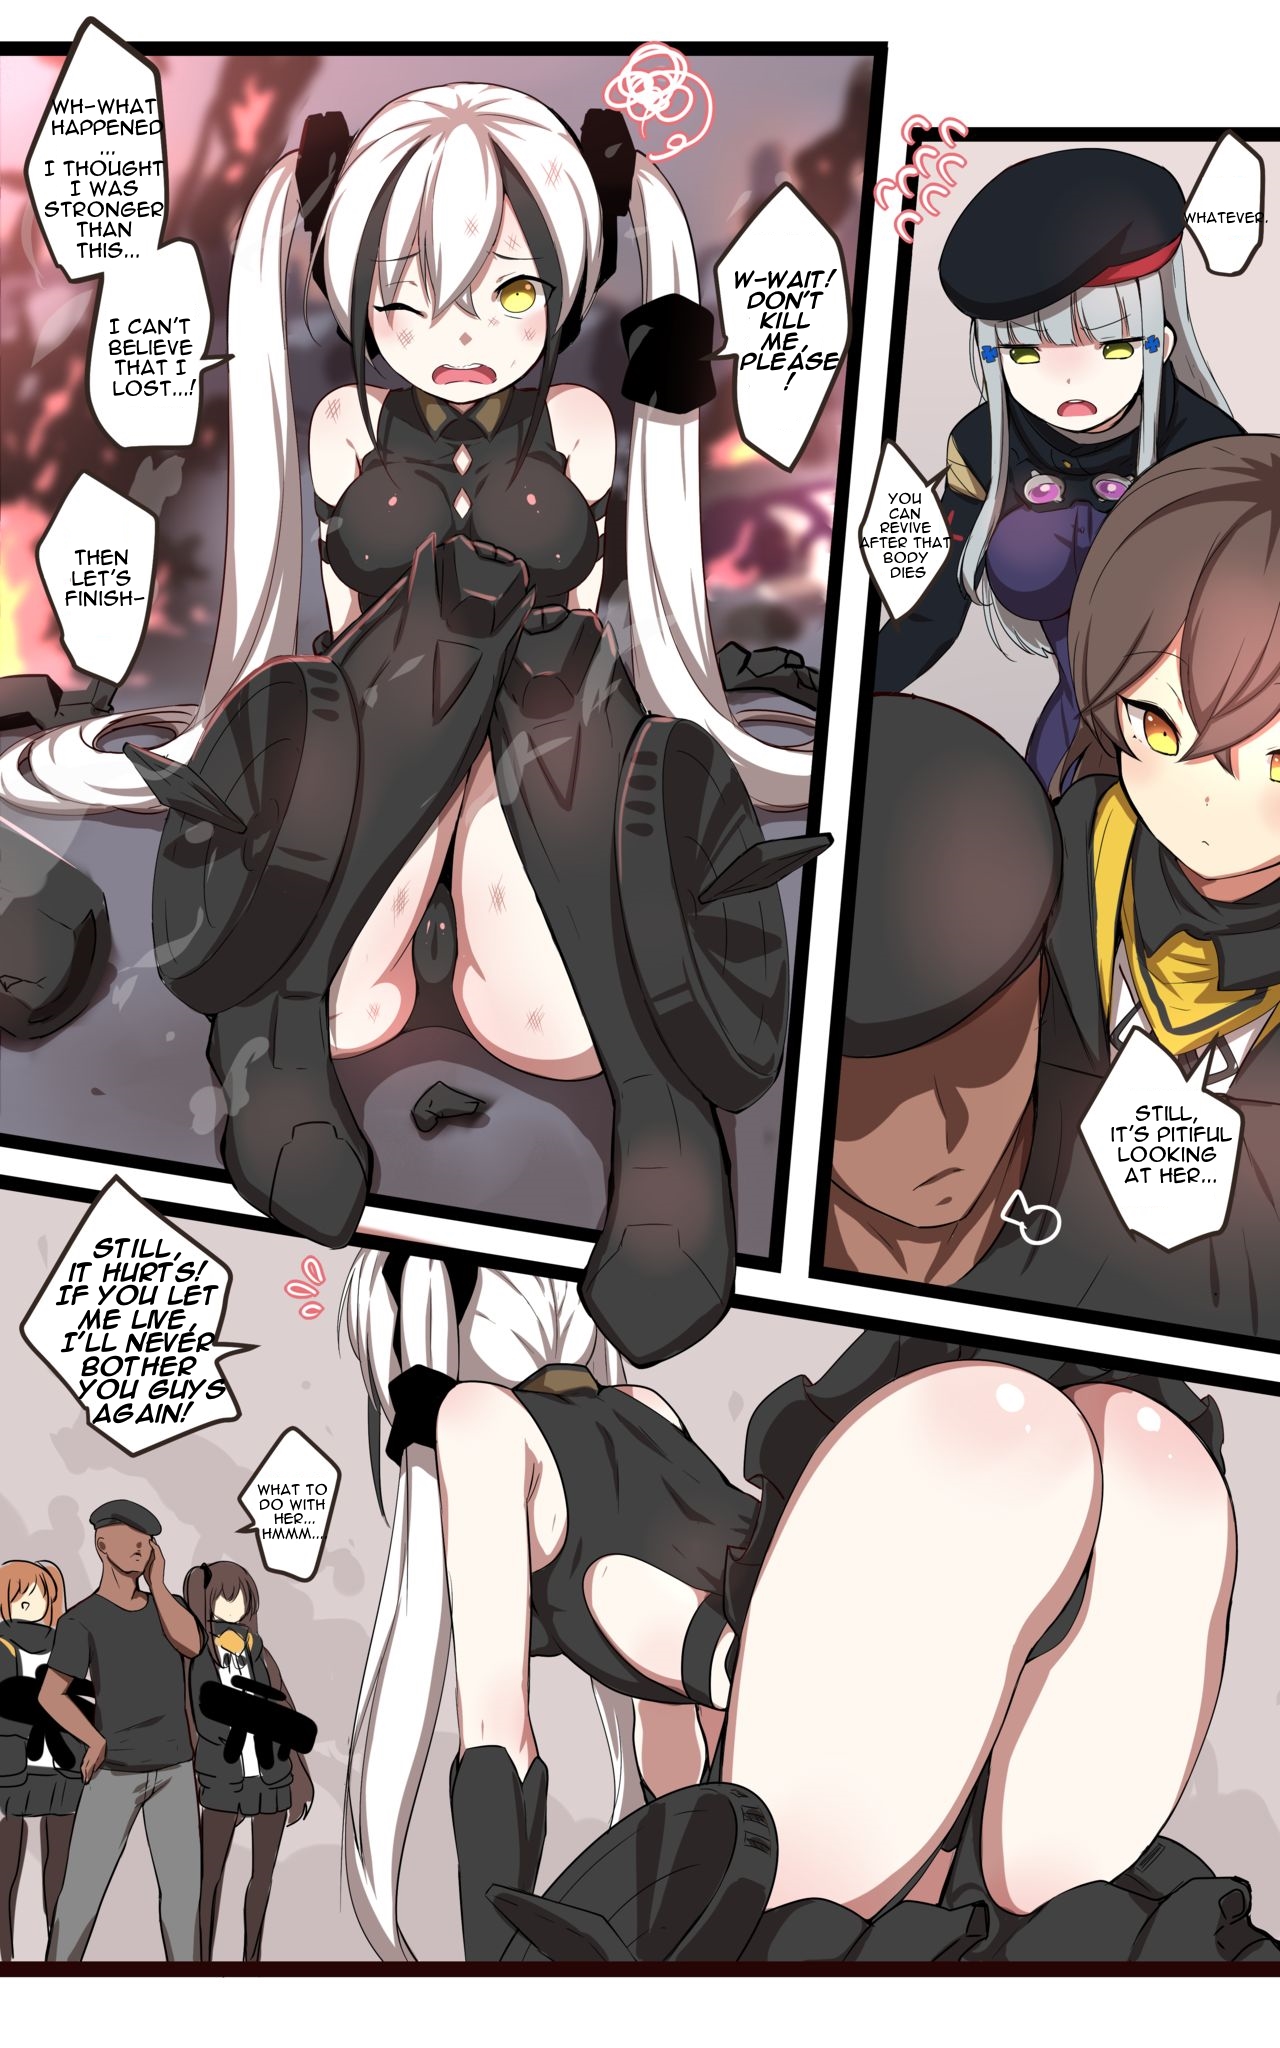 WH-WHAT
HAPPENED
...
I THOUGHT
I WAS
STRONGER
THAN
THIS...
I CAN'T
BELIEVE
THAT I
LOST...!
THEN
LET'S
FINISH-
W-WAIT!
DON'T
KILL
ME,
PLEASE
!
WHATEVER.
YOU
CAN
REVIVE
AFTER THAT
BODY
DIES
STILL,
IT'S PITIFUL
LOOKING
AT HER...
STILL,
IT HURTS!
IF YOU LET
ME LIVE,
I'LL NEVER
BOTHER
YOU GUYS
AGAIN!
WHAT TO
DO WITH
HER...
HMMM....